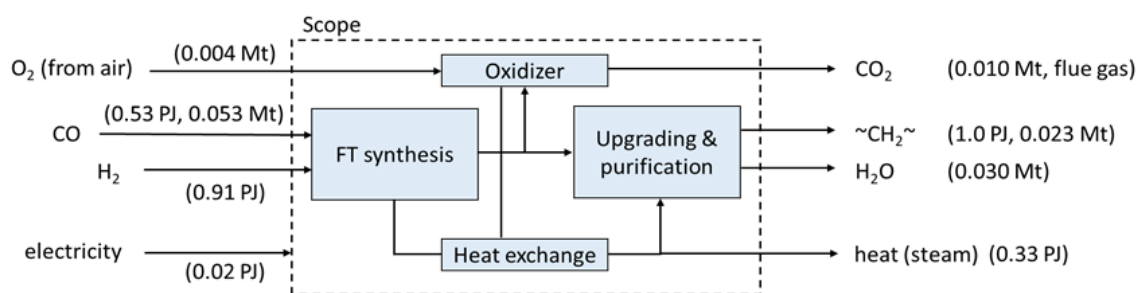 Scope
O₂ (from air)
(0.004 Mt)
Oxidizer
CO₂
(0.010 Mt, flue gas)
(0.53 PJ, 0.053 Mt)
CO
H₂
(0.91 PJ)
FT synthesis
Upgrading &
purification
~CH₂~
(1.0 PJ, 0.023 Mt)
H₂O
(0.030 Mt)
electricity
(0.02 PJ)
Heat exchange
heat (steam)
(0.33 PJ)